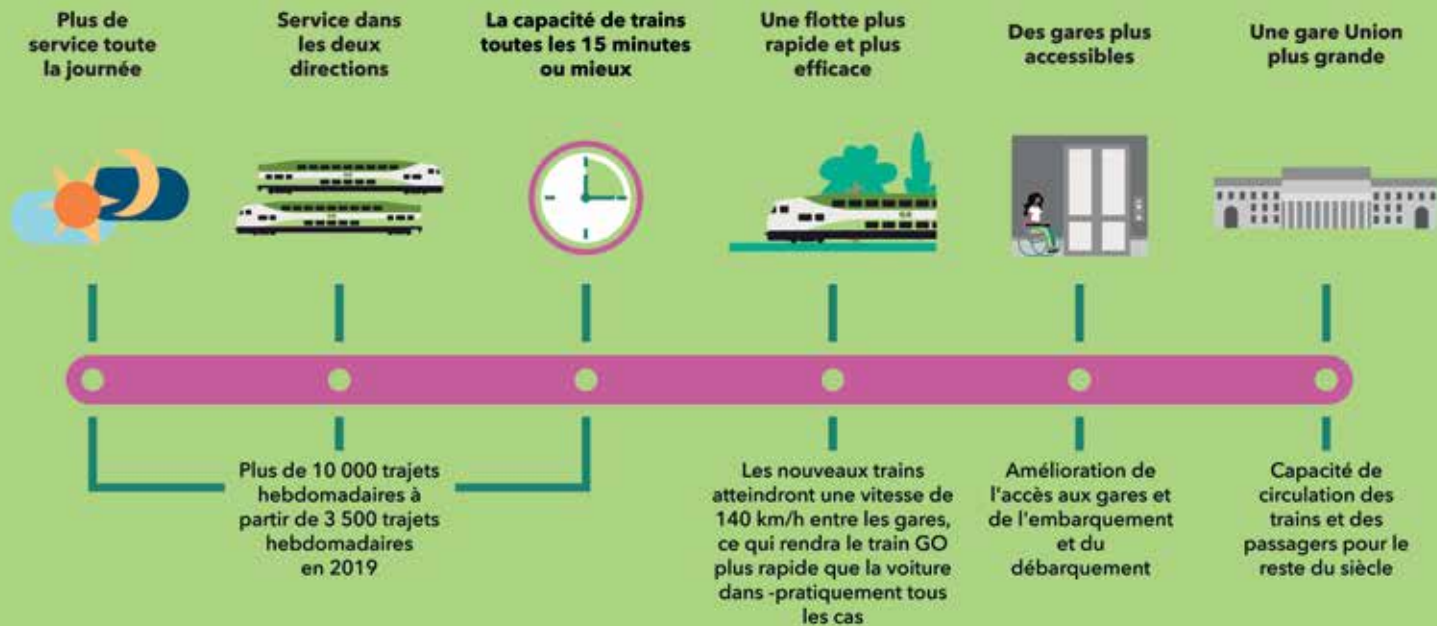 Plus de
service toute
la journée
Service dans
les deux
directions
La capacité de trains
toutes les 15 minutes
ou mieux
Une flotte plus
rapide et plus
efficace
Des gares plus
accessibles
Une gare Union
plus grande
Plus de 10 000 trajets
hebdomadaires à
partir de 3 500 trajets
hebdomadaires
en 2019
Les nouveaux trains
atteindront une vitesse de
140 km/h entre les gares,
ce qui rendra le train GO
plus rapide que la voiture
dans -pratiquement tous
les cas
Amélioration de
l'accès aux gares et
de l'embarquement
et du
débarquement
Capacité de
circulation des
trains et des
passagers pour le
reste du siècle